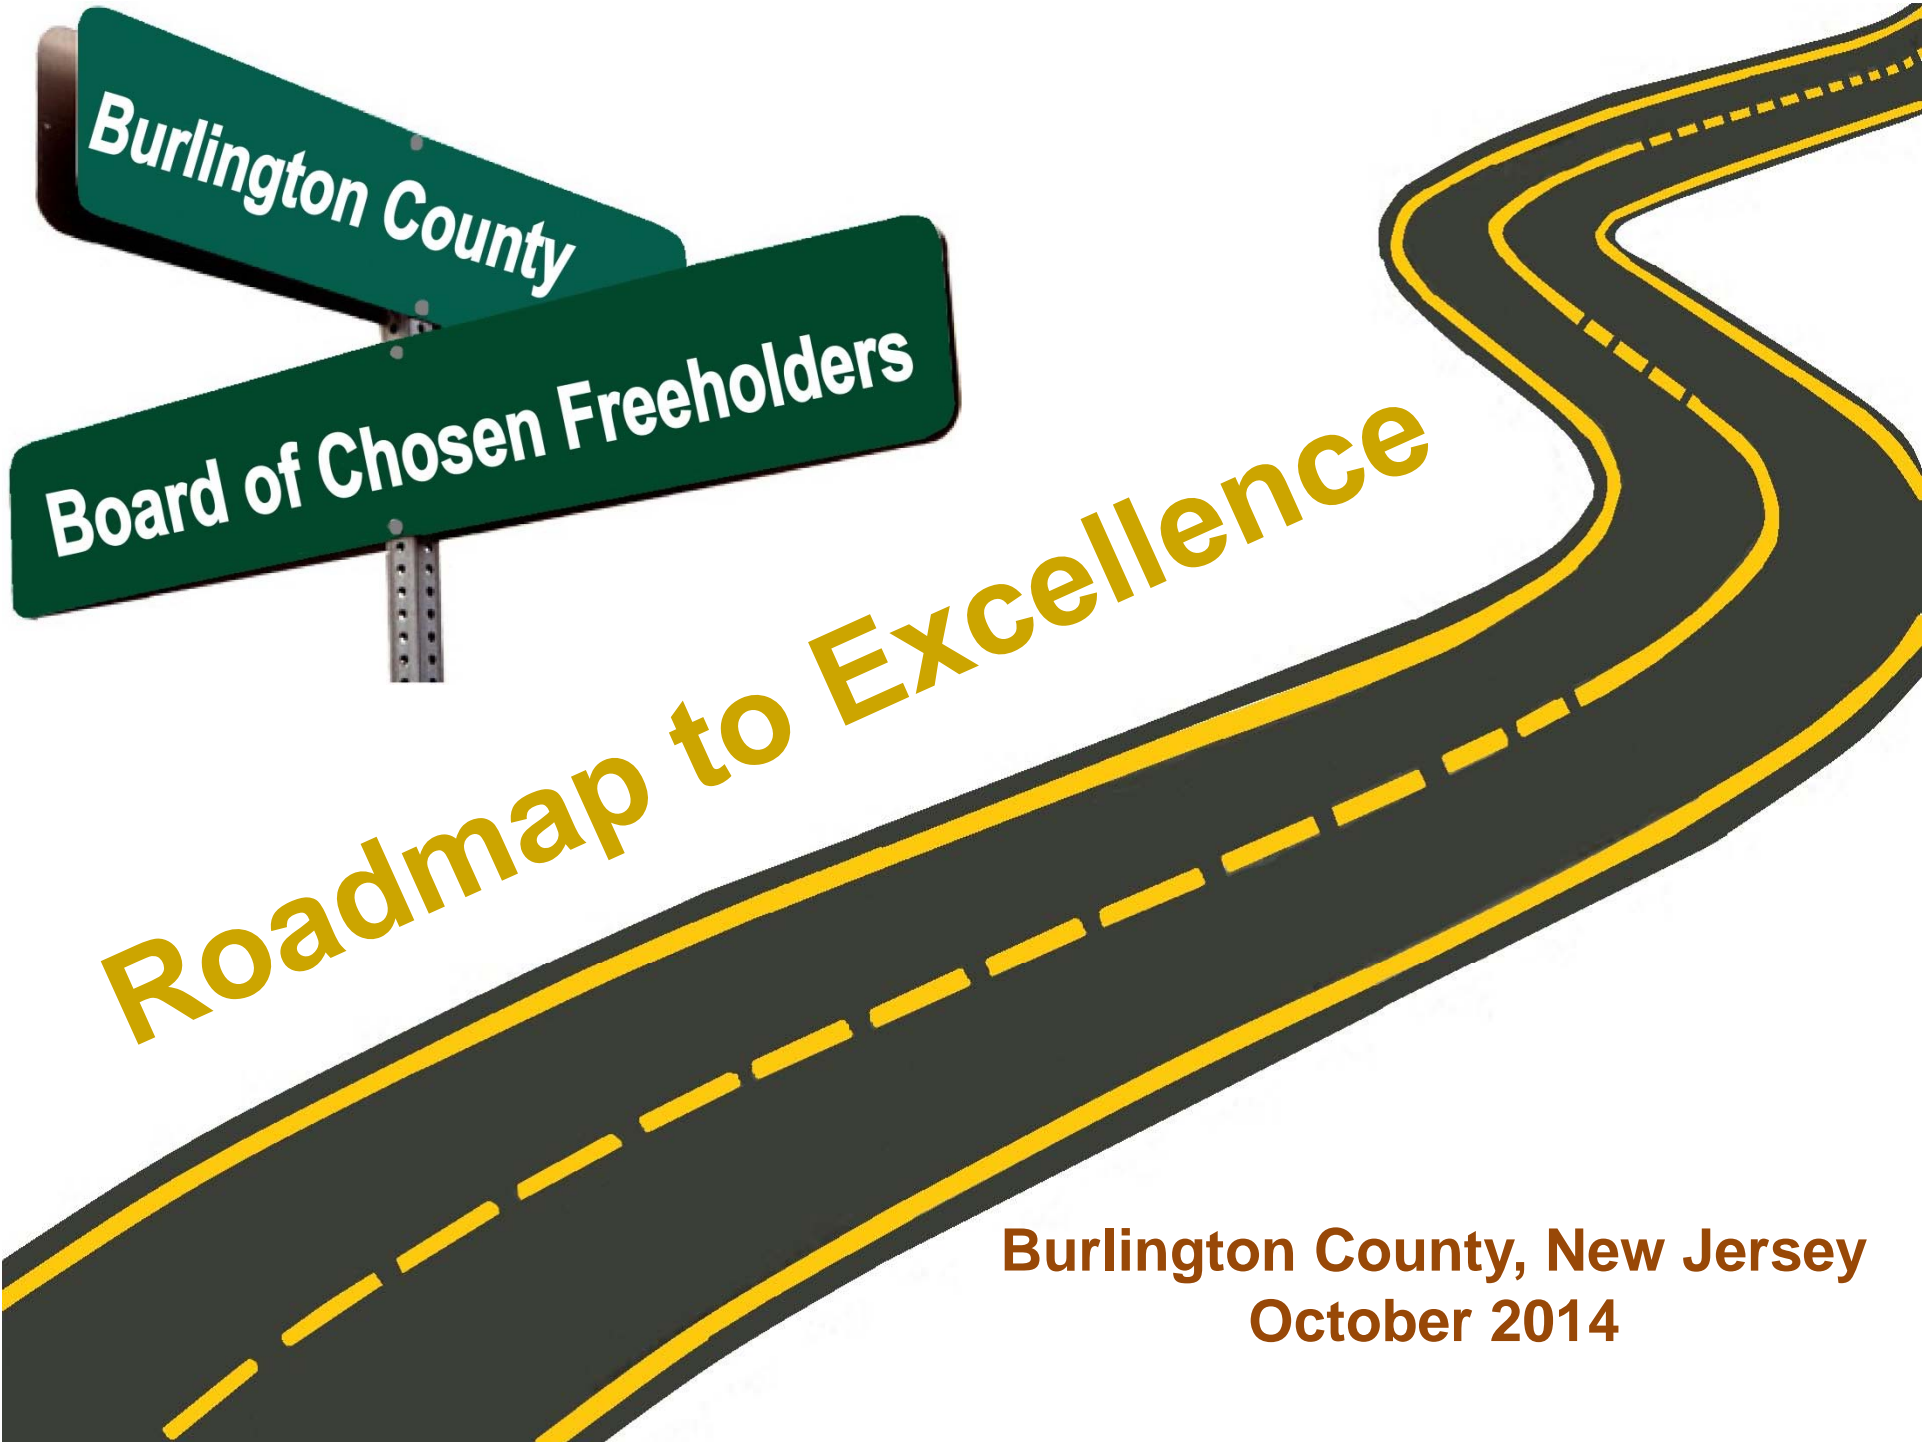 Burlington County
Board of Chosen Freeholders
Roadmap to Excellence
Burlington County, New Jersey
October 2014